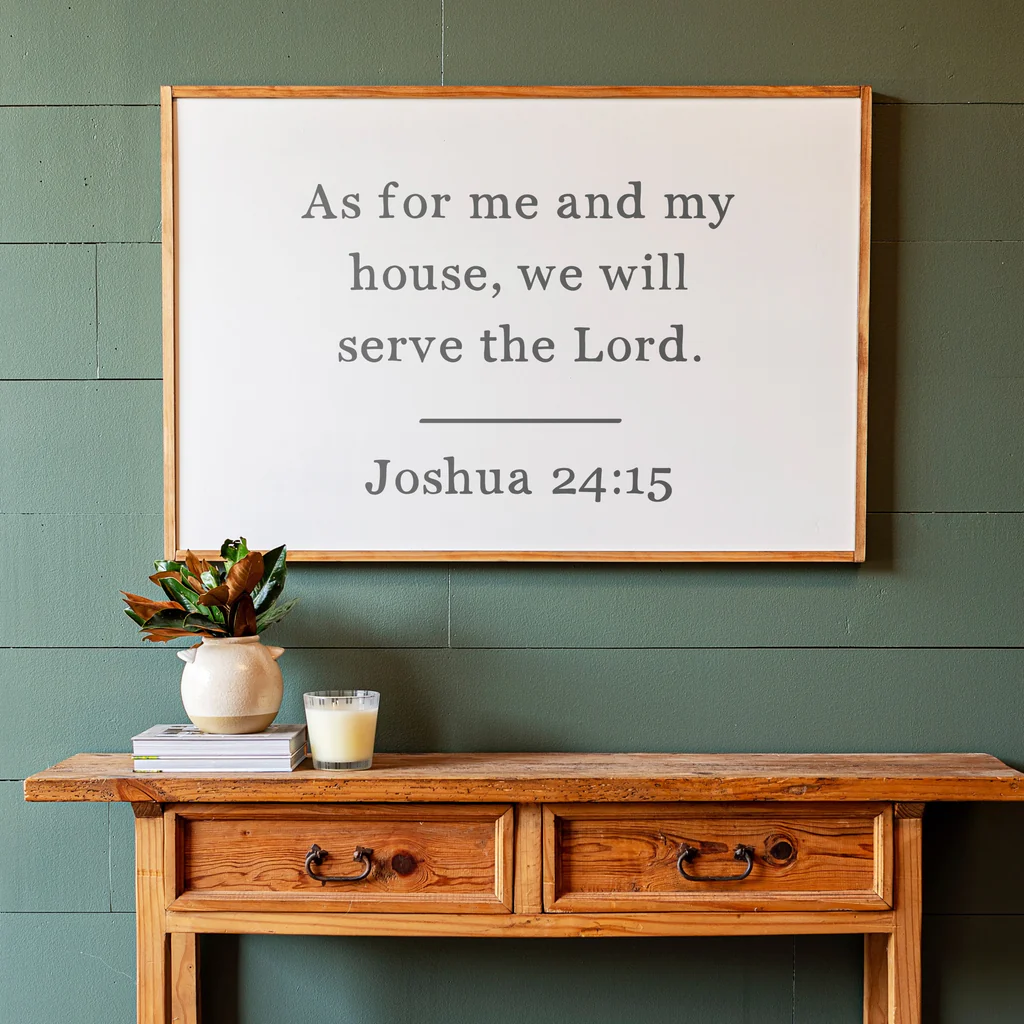 As for me and my
house, we will
serve the Lord.
Joshua 24:15